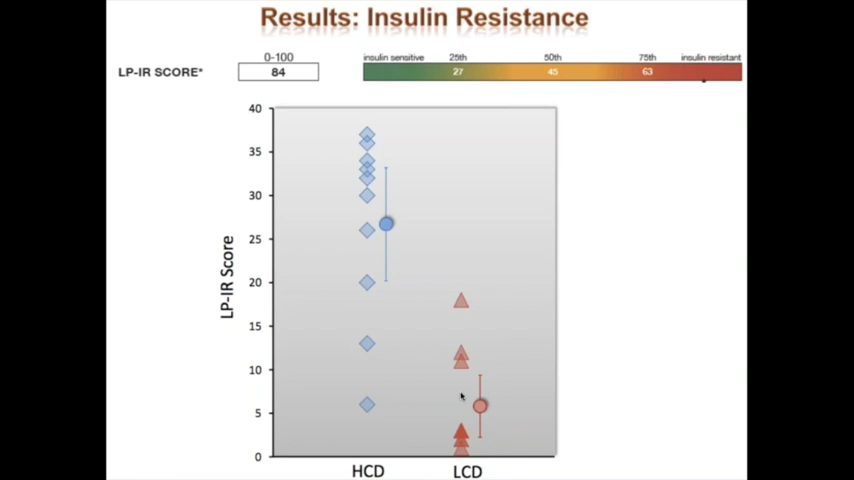 Results: Insulin Resistance
0-100
insulin sensitive 25th 50th 75th insulin resistant
LP-IR SCORE* 84 27 45 63
40
35
30
25
20
15
10
5
0
LP-IR Score
HCD LCD